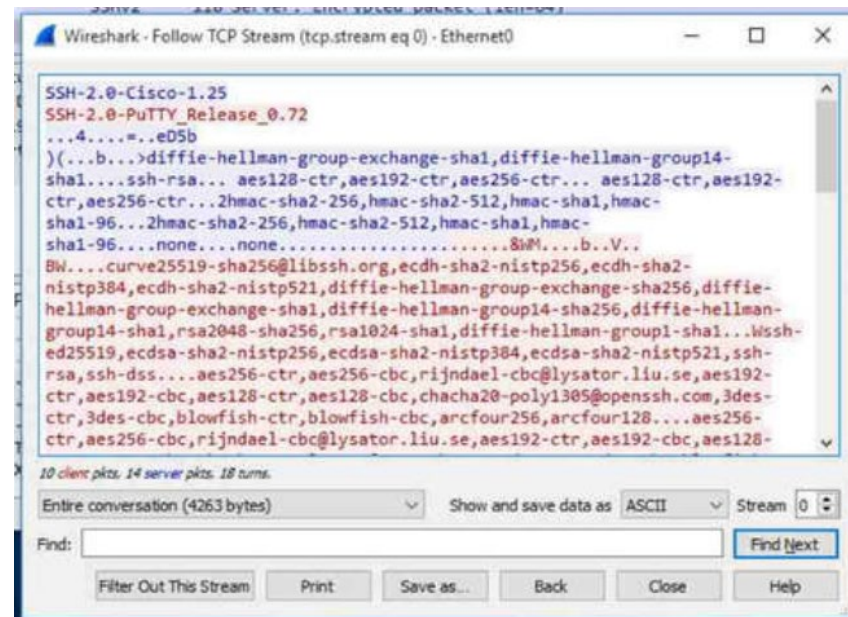 Wireshark - Follow TCP Stream (tcp.stream eq 0) - Ethernet0
SSH-2.0-Cisco-1.25
SSH-2.0-PuTTY_Release_0.72
...4....=..eD5b
)(...b...>diffie-hellman-group-exchange-sha1,diffie-hellman-group14-
sha1....ssh-rsa... aes128-ctr,aes192-ctr,aes256-ctr... aes128-ctr,aes192-
ctr,aes256-ctr...2hmac-sha2-256,hmac-sha2-512,hmac-sha1,hmac-
sha1-96...2hmac-sha2-256,hmac-sha2-512,hmac-sha1,hmac-
sha1-96....none....none......................&WM....b..V..
BW....curve25519-sha256@libssh.org,ecdh-sha2-nistp256,ecdh-sha2-
nistp384,ecdh-sha2-nistp521,diffie-hellman-group-exchange-sha256,diffie-
hellman-group-exchange-sha1,diffie-hellman-group14-sha256,diffie-hellman-
group14-sha1,rsa2048-sha256,rsa1024-sha1,diffie-hellman-group1-sha1...Wssh-
ed25519,ecdsa-sha2-nistp256,ecdsa-sha2-nistp384,ecdsa-sha2-nistp521,ssh-
rsa,ssh-dss....aes256-ctr,aes256-cbc,rijndael-cbc@lysator.liu.se,aes192-
ctr,aes192-cbc,aes128-ctr,aes128-cbc,chacha20-poly1305@openssh.com,3des-
ctr,3des-cbc,blowfish-ctr,blowfish-cbc,arcfour256,arcfour128....aes256-
ctr,aes256-cbc,rijndael-cbc@lysator.liu.se,aes192-ctr,aes192-cbc,aes128-
10 client pkts, 14 server pkts, 18 turns.
Entire conversation (4263 bytes) Show and save data as ASCII Stream 0
Find: Find Next
Filter Out This Stream Print Save as... Back Close Help